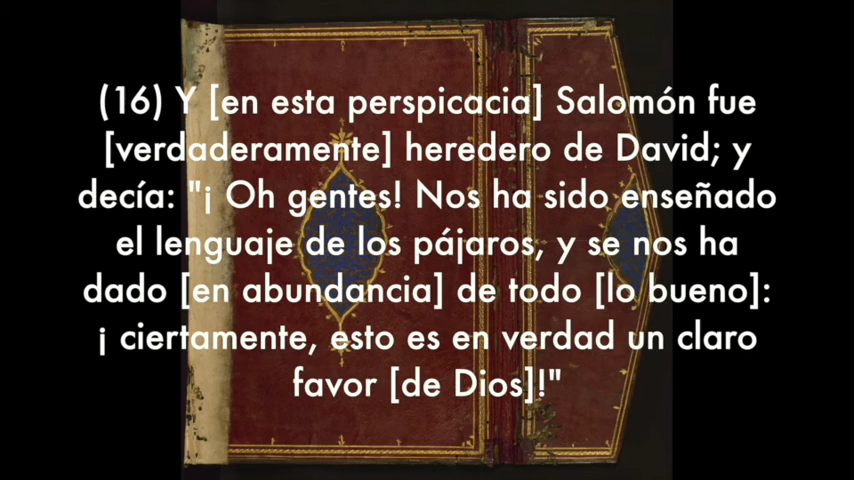 (16) Y [en esta perspicacia] Salomón fue
[verdaderamente] heredero de David; y
decía: "¡ Oh gentes! Nos ha sido enseñado
el lenguaje de los pájaros, y se nos ha
dado [en abundancia] de todo [lo bueno]:
¡ ciertamente, esto es en verdad un claro
favor [de Dios]!"